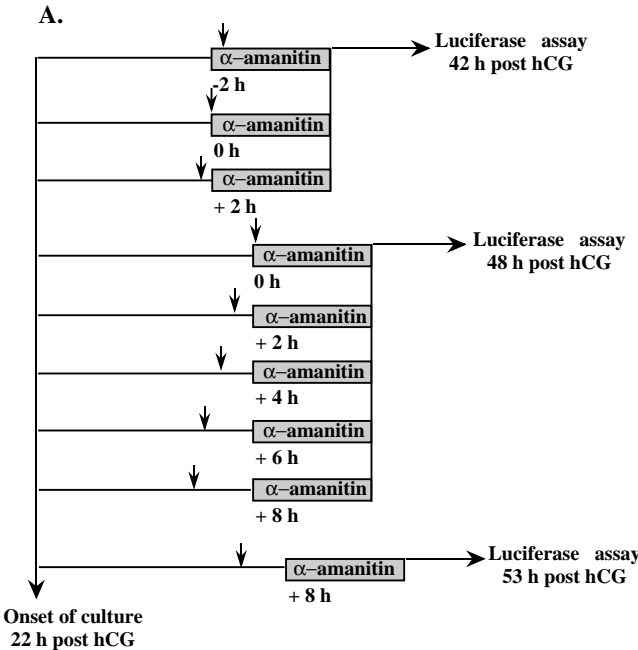 A.
α–amanitin
-2 h
Luciferase assay
42 h post hCG
α–amanitin
0 h
α–amanitin
+ 2 h
α–amanitin
0 h
Luciferase assay
48 h post hCG
α–amanitin
+ 2 h
α–amanitin
+ 4 h
α–amanitin
+ 6 h
α–amanitin
+ 8 h
α–amanitin
+ 8 h
Luciferase assay
53 h post hCG
Onset of culture
22 h post hCG